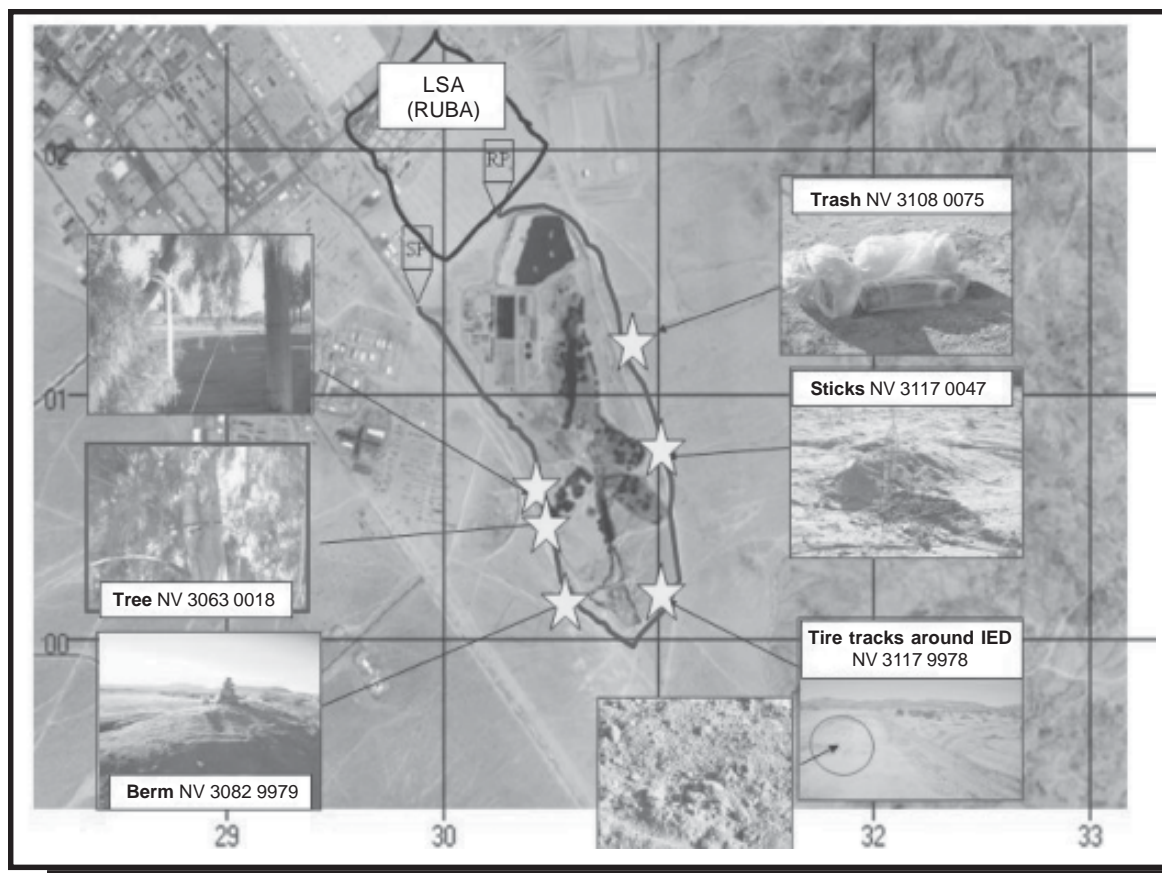 LSA
(RUBA)
02
RP
Trash NV 3108 0075
SP
Sticks NV 3117 0047
01
Tree NV 3063 0018
Tire tracks around IED
NV 3117 9978
00
Berm NV 3082 9979
29
30
32
33